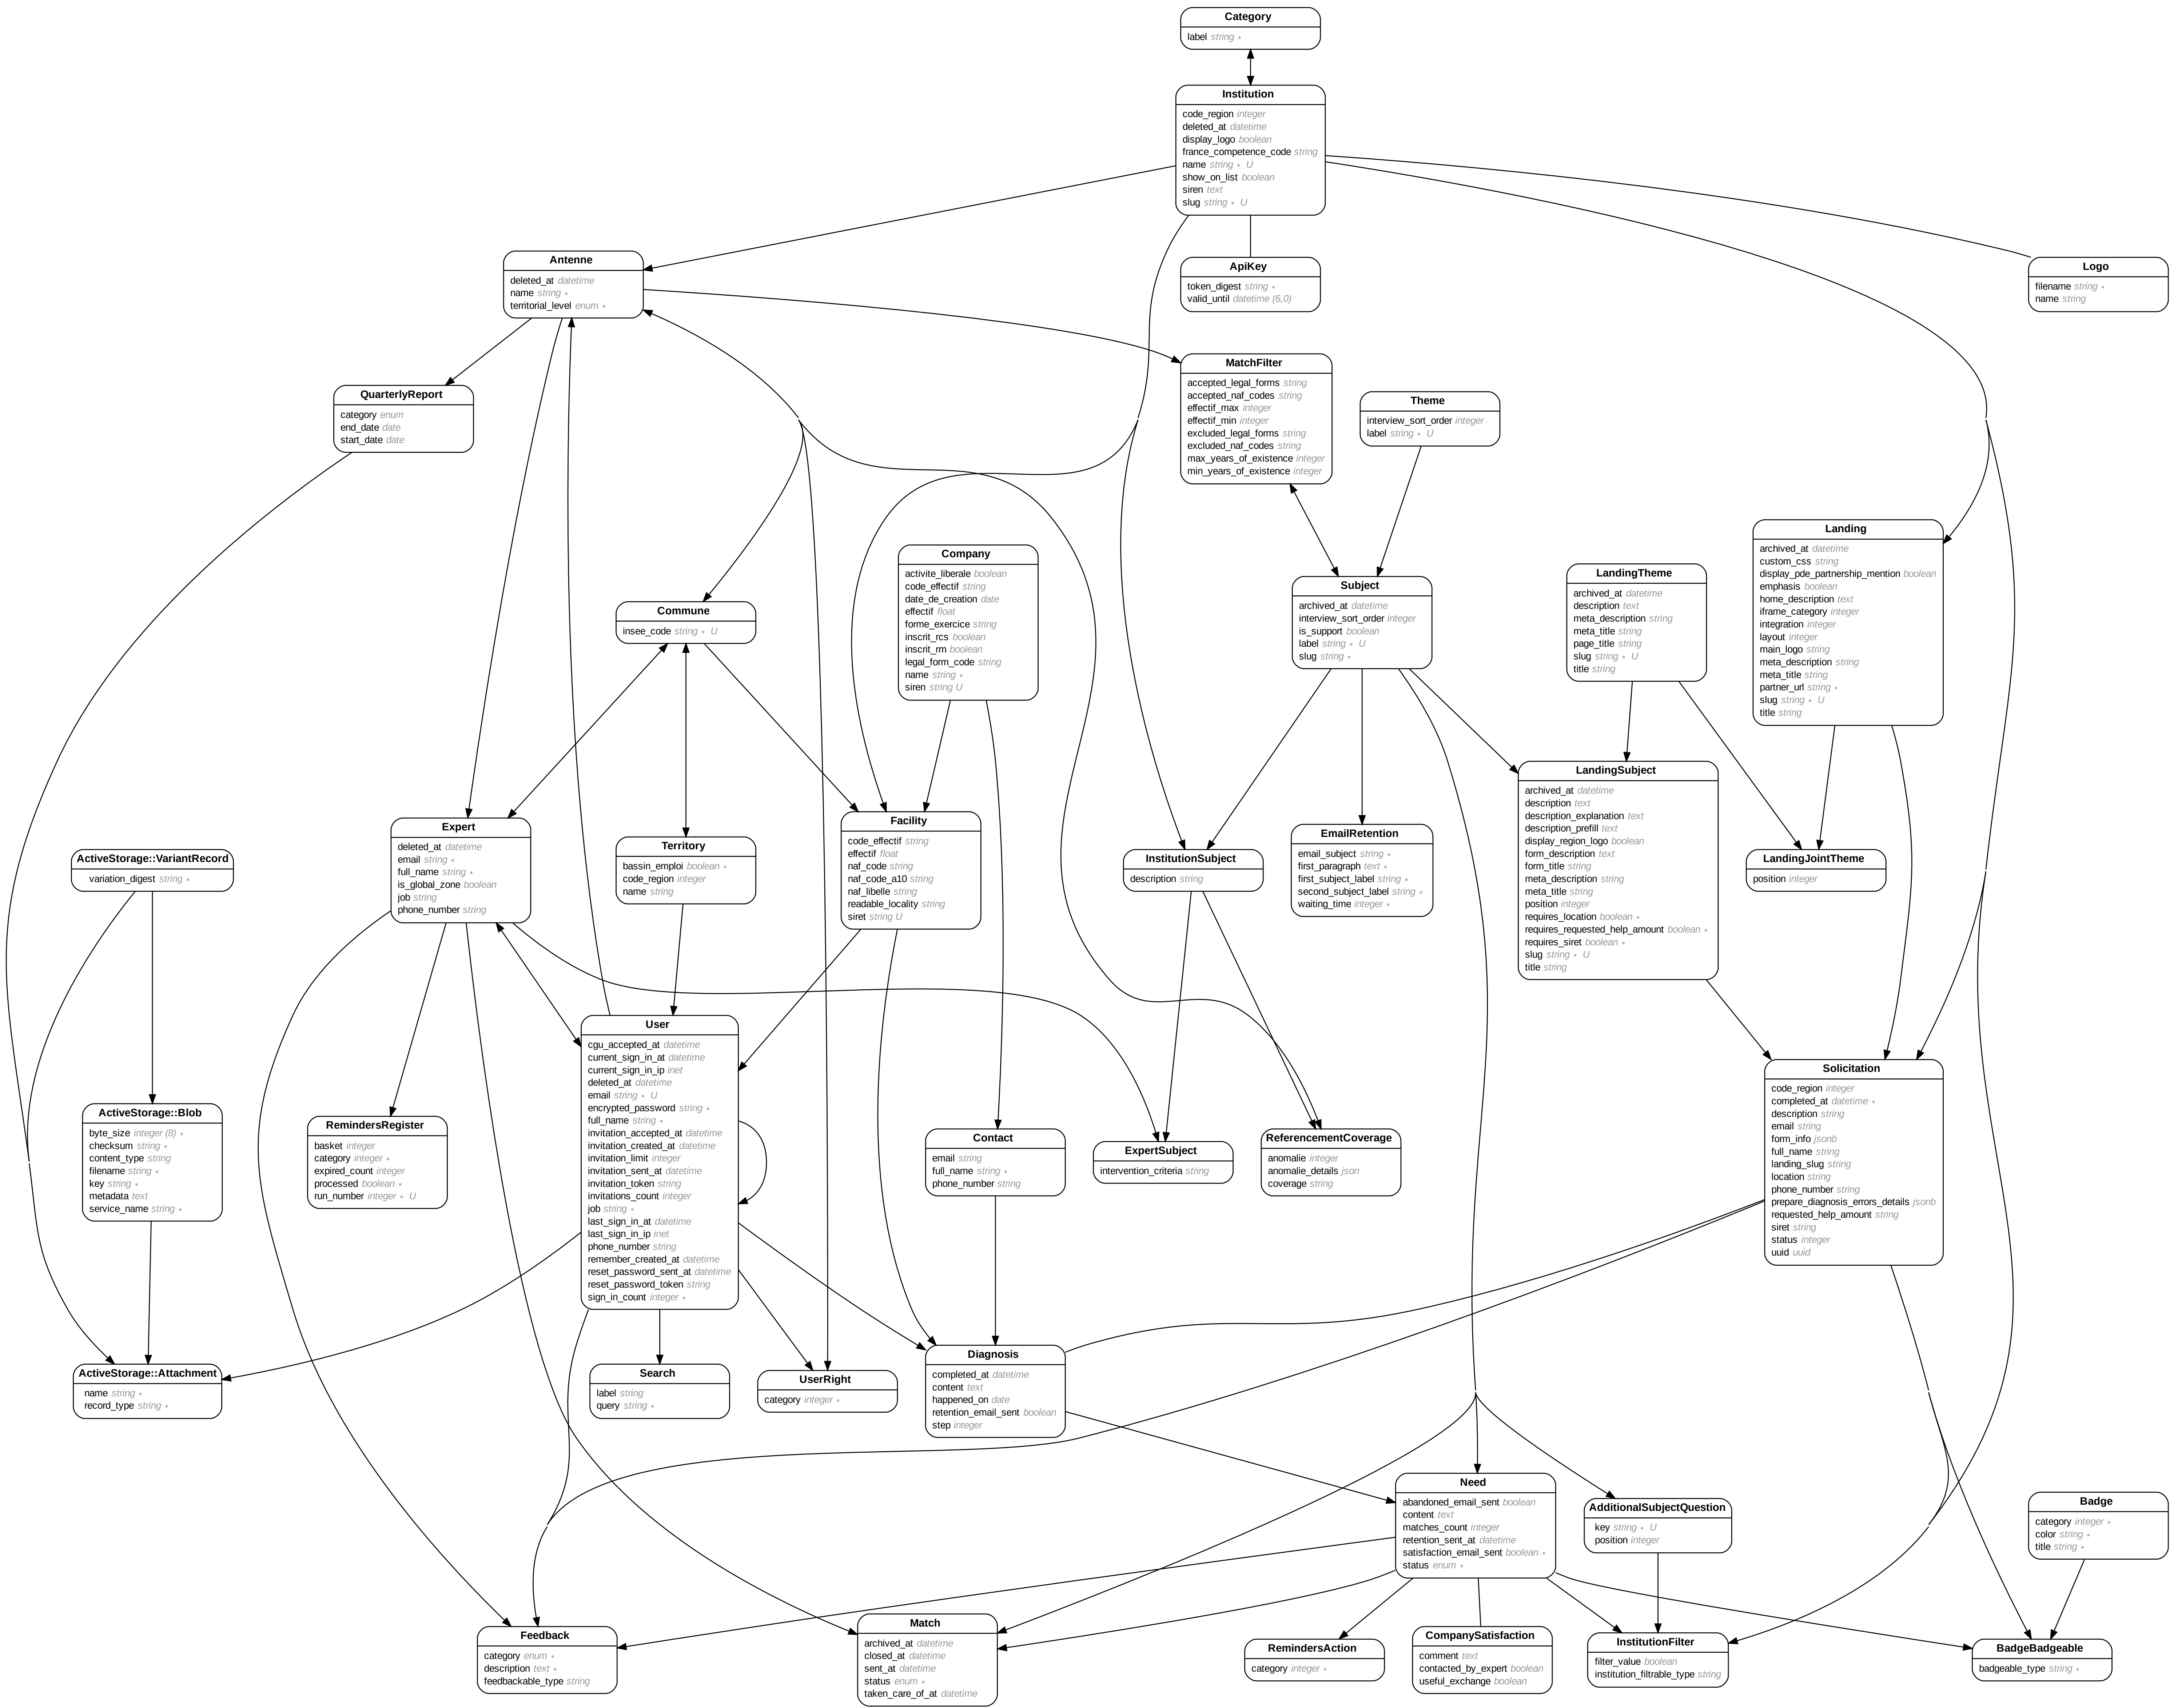 Category
label string ∗
Institution
code_region integer
deleted_at datetime
display_logo boolean
france_competence_code string
name string ∗ U
show_on_list boolean
siren text
slug string ∗ U
Antenne
deleted_at datetime
name string ∗
territorial_level enum ∗
ApiKey
token_digest string ∗
valid_until datetime (6,0)
Logo
filename string ∗
name string
QuarterlyReport
category enum
end_date date
start_date date
MatchFilter
accepted_legal_forms string
accepted_naf_codes string
effectif_max integer
effectif_min integer
excluded_legal_forms string
excluded_naf_codes string
max_years_of_existence integer
min_years_of_existence integer
Theme
interview_sort_order integer
label string ∗ U
Company
activite_liberale boolean
code_effectif string
date_de_creation date
effectif float
forme_exercice string
inscrit_rcs boolean
inscrit_rm boolean
legal_form_code string
name string ∗
siren string U
Commune
insee_code string ∗ U
Subject
archived_at datetime
interview_sort_order integer
is_support boolean
label string ∗ U
slug string ∗
LandingTheme
archived_at datetime
description text
meta_description string
meta_title string
page_title string
slug string ∗ U
title string
Landing
archived_at datetime
custom_css string
display_pde_partnership_mention boolean
emphasis boolean
home_description text
iframe_category integer
integration integer
layout integer
main_logo string
meta_description string
meta_title string
partner_url string ∗
slug string ∗ U
title string
LandingSubject
archived_at datetime
description text
description_explanation text
description_prefill text
display_region_logo boolean
form_description text
form_title string
meta_description string
meta_title string
position integer
requires_location boolean ∗
requires_requested_help_amount boolean ∗
requires_siret boolean ∗
slug string ∗ U
title string
ActiveStorage::VariantRecord
variation_digest string ∗
Expert
deleted_at datetime
email string ∗
full_name string ∗
is_global_zone boolean
job string
phone_number string
Territory
bassin_emploi boolean ∗
code_region integer
name string
Facility
code_effectif string
effectif float
naf_code string
naf_code_a10 string
naf_libelle string
readable_locality string
siret string U
InstitutionSubject
description string
EmailRetention
email_subject string ∗
first_paragraph text ∗
first_subject_label string ∗
second_subject_label string ∗
waiting_time integer ∗
LandingJointTheme
position integer
User
cgu_accepted_at datetime
current_sign_in_at datetime
current_sign_in_ip inet
deleted_at datetime
email string ∗ U
encrypted_password string ∗
full_name string ∗
invitation_accepted_at datetime
invitation_created_at datetime
invitation_limit integer
invitation_sent_at datetime
invitation_token string
invitations_count integer
job string ∗
last_sign_in_at datetime
last_sign_in_ip inet
phone_number string
remember_created_at datetime
reset_password_sent_at datetime
reset_password_token string
sign_in_count integer ∗
Solicitation
code_region integer
completed_at datetime ∗
description string
email string
form_info jsonb
full_name string
landing_slug string
location string
phone_number string
prepare_diagnosis_errors_details jsonb
requested_help_amount string
siret string
status integer
uuid uuid
ActiveStorage::Blob
byte_size integer (8) ∗
checksum string ∗
content_type string
filename string ∗
key string ∗
metadata text
service_name string ∗
RemindersRegister
basket integer
category integer ∗
expired_count integer
processed boolean ∗
run_number integer ∗ U
Contact
email string
full_name string ∗
phone_number string
ExpertSubject
intervention_criteria string
ReferencementCoverage
anomalie integer
anomalie_details json
coverage string
ActiveStorage::Attachment
name string ∗
record_type string ∗
Search
label string
query string ∗
UserRight
category integer ∗
Diagnosis
completed_at datetime
content text
happened_on date
retention_email_sent boolean
step integer
Need
abandoned_email_sent boolean
content text
matches_count integer
retention_sent_at datetime
satisfaction_email_sent boolean ∗
status enum ∗
AdditionalSubjectQuestion
key string ∗ U
position integer
Badge
category integer ∗
color string ∗
title string ∗
Feedback
category enum ∗
description text ∗
feedbackable_type string
Match
archived_at datetime
closed_at datetime
sent_at datetime
status enum ∗
taken_care_of_at datetime
RemindersAction
category integer ∗
CompanySatisfaction
comment text
contacted_by_expert boolean
useful_exchange boolean
InstitutionFilter
filter_value boolean
institution_filtrable_type string
BadgeBadgeable
badgeable_type string ∗